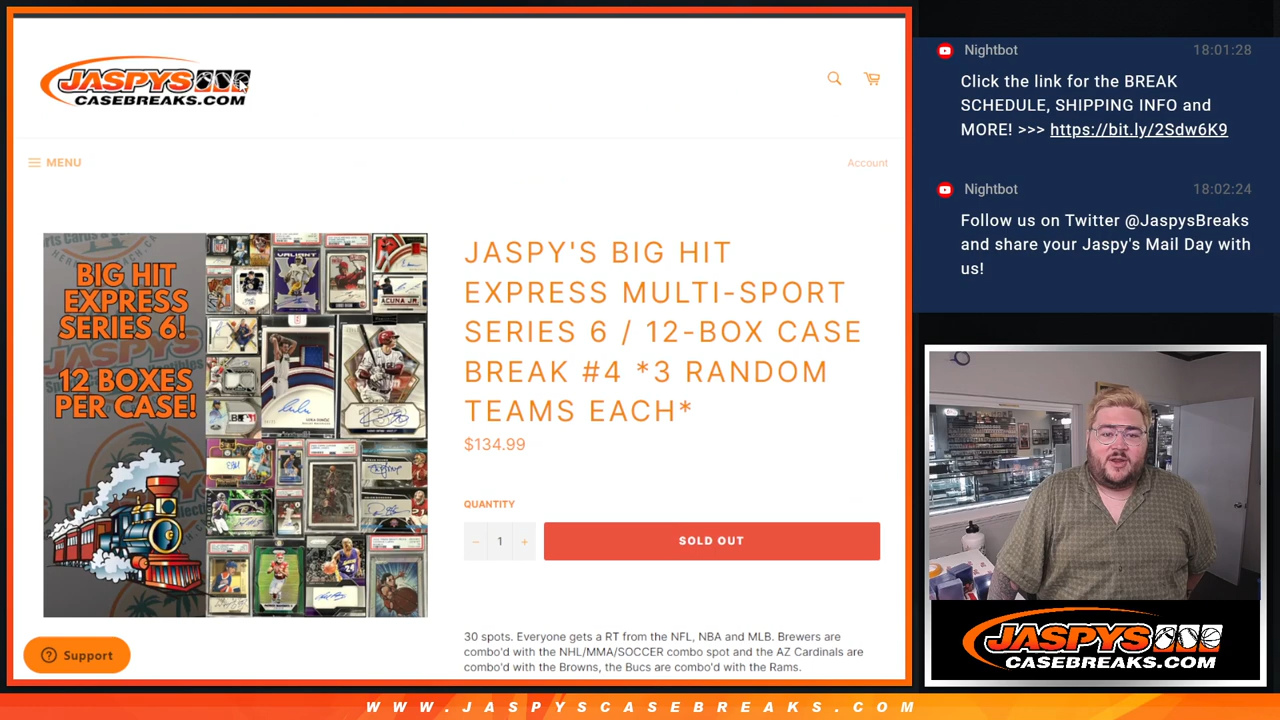 JASPYS
CASEBREAKS.COM
MENU
Account
BIG HIT
EXPRESS
SERIES 6!
12 BOXES
PER CASE!
VALIANT
ACUNA JR.
JASPY'S BIG HIT
EXPRESS MULTI-SPORT
SERIES 6 / 12-BOX CASE
BREAK #4 *3 RANDOM
TEAMS EACH*
$134.99
QUANTITY
− 1 +
SOLD OUT
30 spots. Everyone gets a RT from the NFL, NBA and MLB. Brewers are
combo'd with the NHL/MMA/SOCCER combo spot and the AZ Cardinals are
combo'd with the Browns, the Bucs are combo'd with the Rams.
Support
Nightbot 18:01:28
Click the link for the BREAK
SCHEDULE, SHIPPING INFO and
MORE! >>> https://bit.ly/2Sdw6K9
Nightbot 18:02:24
Follow us on Twitter @JaspysBreaks
and share your Jaspy's Mail Day with
us!
JASPYS
CASEBREAKS.COM
WWW.JASPYSCASEBREAKS.COM